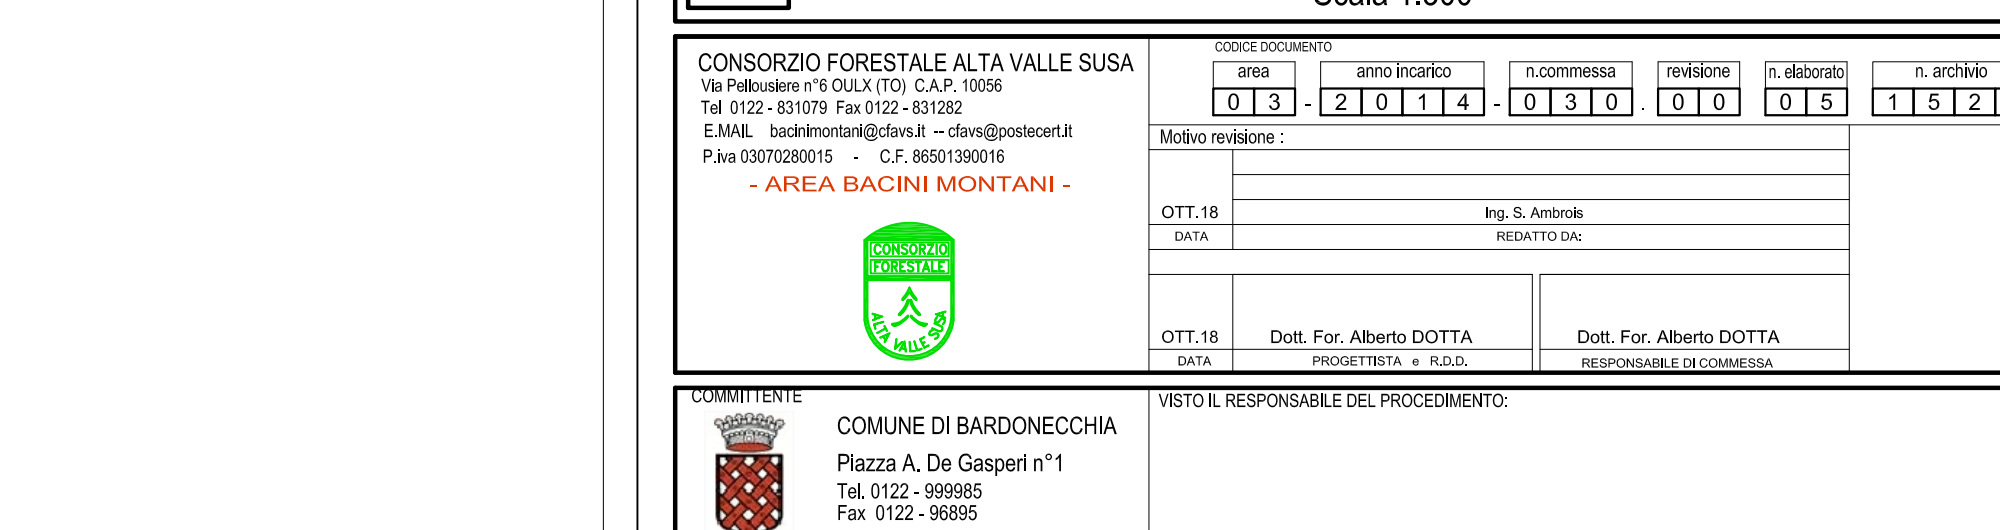 CONSORZIO FORESTALE ALTA VALLE SUSA
Via Pellousiere n°6 OULX (TO) C.A.P. 10056
Tel 0122 - 831079 Fax 0122 - 831282
E.MAIL bacinimontani@cfavs.it -- cfavs@postecert.it
P.iva 03070280015 - C.F. 86501390016
- AREA BACINI MONTANI -
CONSORZIO
FORESTALE
ALTA VALLE SUSA
CODICE DOCUMENTO
area anno incarico n.commessa revisione n. elaborato n. archivio
0 3 - 2 0 1 4 - 0 3 0 . 0 0 0 5 1 5 2
Motivo revisione :
OTT.18 Ing. S. Ambrois
DATA REDATTO DA:
OTT.18 Dott. For. Alberto DOTTA Dott. For. Alberto DOTTA
DATA PROGETTISTA e R.D.D. RESPONSABILE DI COMMESSA
COMMITTENTE
COMUNE DI BARDONECCHIA
Piazza A. De Gasperi n°1
Tel. 0122 - 999985
Fax 0122 - 96895
VISTO IL RESPONSABILE DEL PROCEDIMENTO: